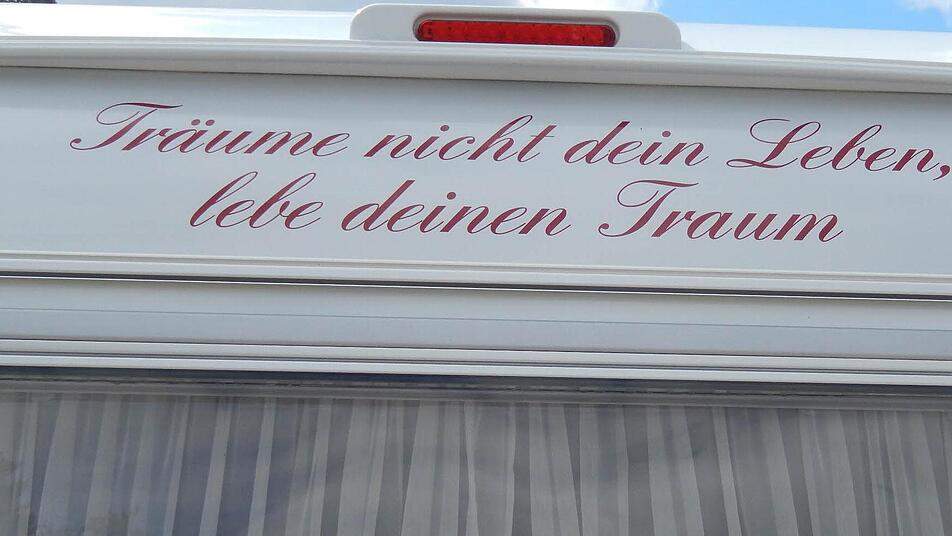 Träume nicht dein Leben,
lebe deinen Traum